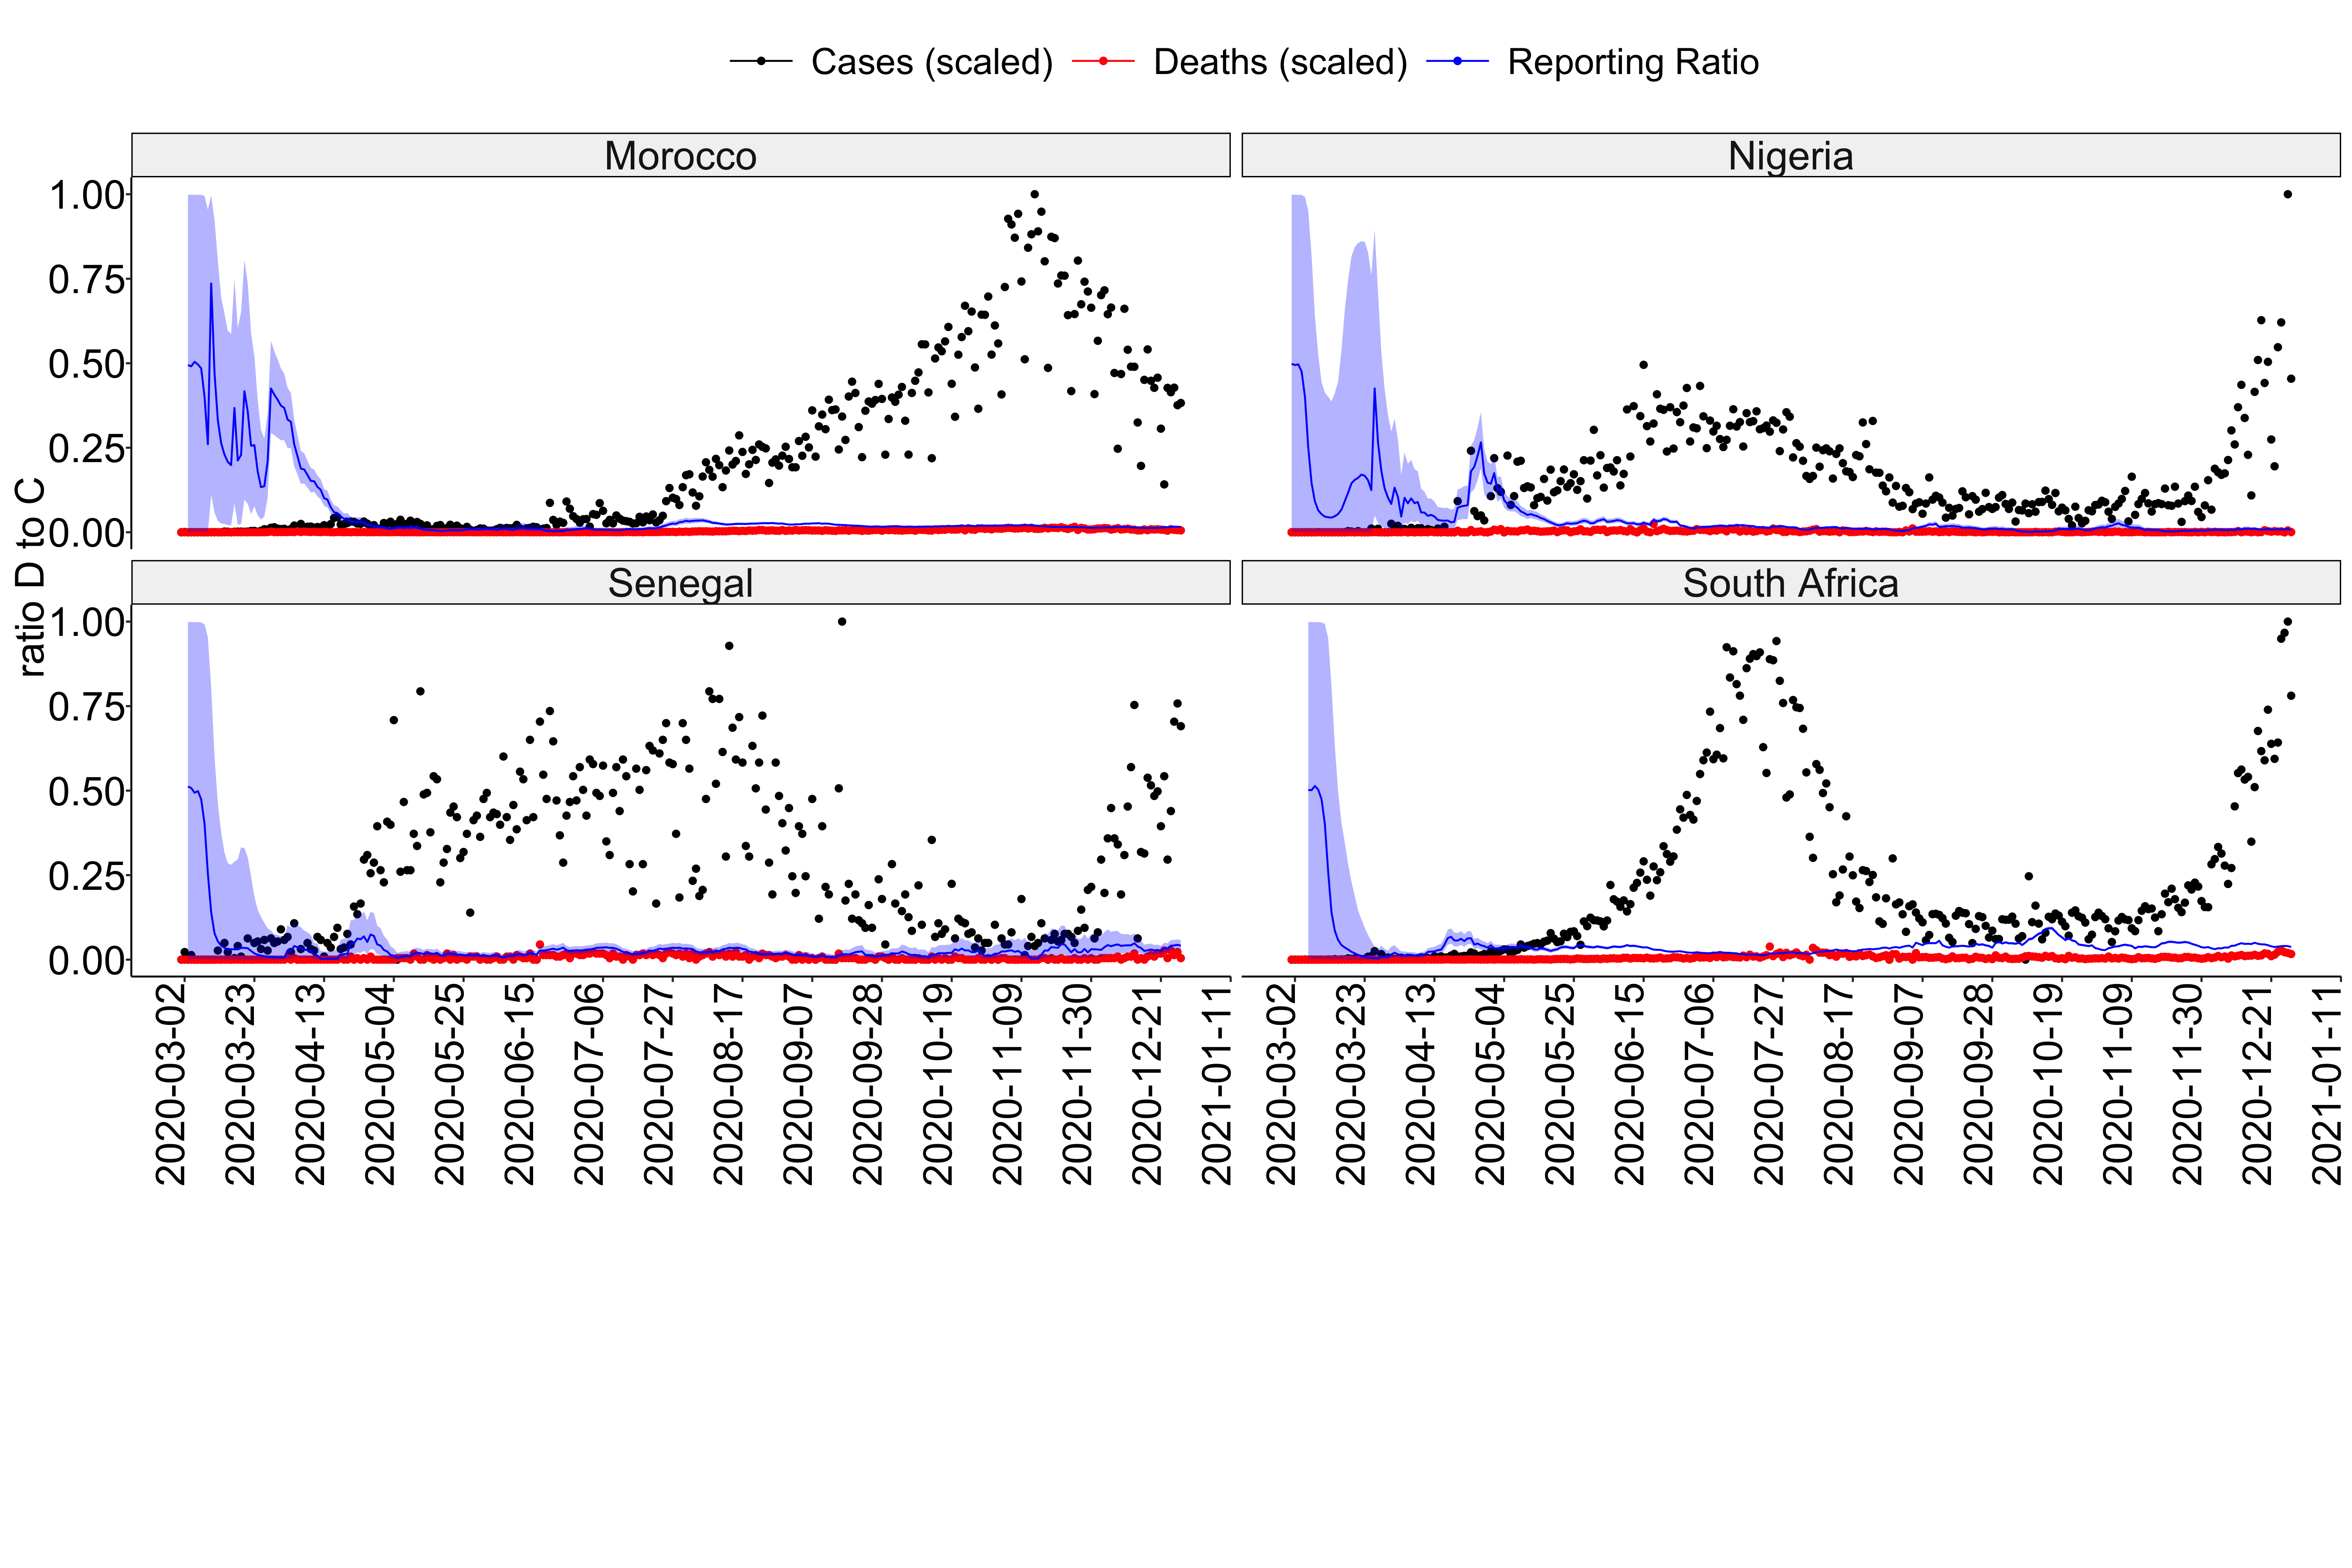 Cases (scaled) Deaths (scaled) Reporting Ratio
Morocco Nigeria
1.00
0.75
0.50
0.25
0.00
ratio D to C
Senegal South Africa
1.00
0.75
0.50
0.25
0.00
2020-03-02 2020-03-23 2020-04-13 2020-05-04 2020-05-25 2020-06-15 2020-07-06 2020-07-27 2020-08-17 2020-09-07 2020-09-28 2020-10-19 2020-11-09 2020-11-30 2020-12-21 2021-01-11
2020-03-02 2020-03-23 2020-04-13 2020-05-04 2020-05-25 2020-06-15 2020-07-06 2020-07-27 2020-08-17 2020-09-07 2020-09-28 2020-10-19 2020-11-09 2020-11-30 2020-12-21 2021-01-11